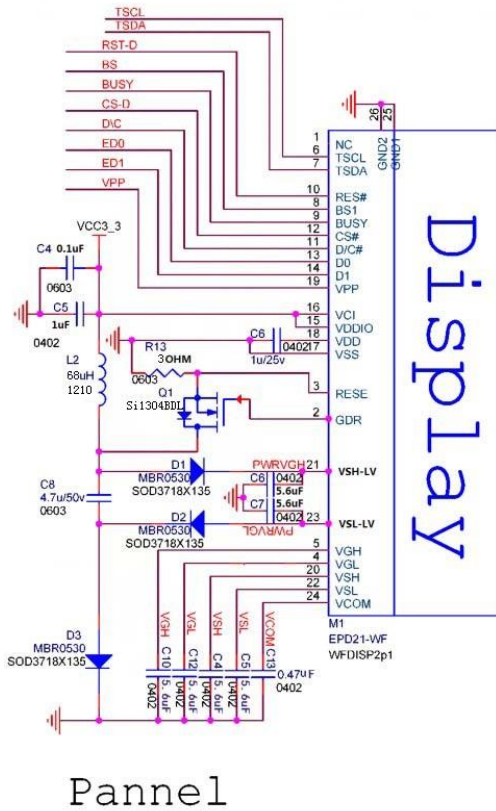 TSCL
TSDA
RST-D
BS
BUSY
CS-D
D\C
ED0
ED1
VPP
VCC3_3
C4 0.1uF
0603
C5
1uF
0402
L2
68uH
1210
R13
3OHM
0603
C6
0402
1u/25v
Q1
Si1304BDL
C8
4.7u/50v
0603
D1
MBR0530
SOD3718X135
D2
MBR0530
SOD3718X135
PWRVGH
C6 0402
5.6uF
C7 5.6uF
0402
PWRVGL
D3
MBR0530
SOD3718X135
VGH
VGL
VSH
VSL
VCOM
C10
5.6uF
0402
C12
5.6uF
0402
C4
5.6uF
0402
C5
5.6uF
0402
C13
0.47uF
0402
26
25
GND2
GND1
1 NC
6 TSCL
7 TSDA
10 RES#
8 BS1
9 BUSY
12 CS#
11 D/C#
13 D0
14 D1
19 VPP
16 VCI
15 VDDIO
18 VDD
17 VSS
3 RESE
2 GDR
21 VSH-LV
23 VSL-LV
5 VGH
4 VGL
20 VSH
22 VSL
24 VCOM
Display
M1
EPD21-WF
WFDISP2p1
Pannel